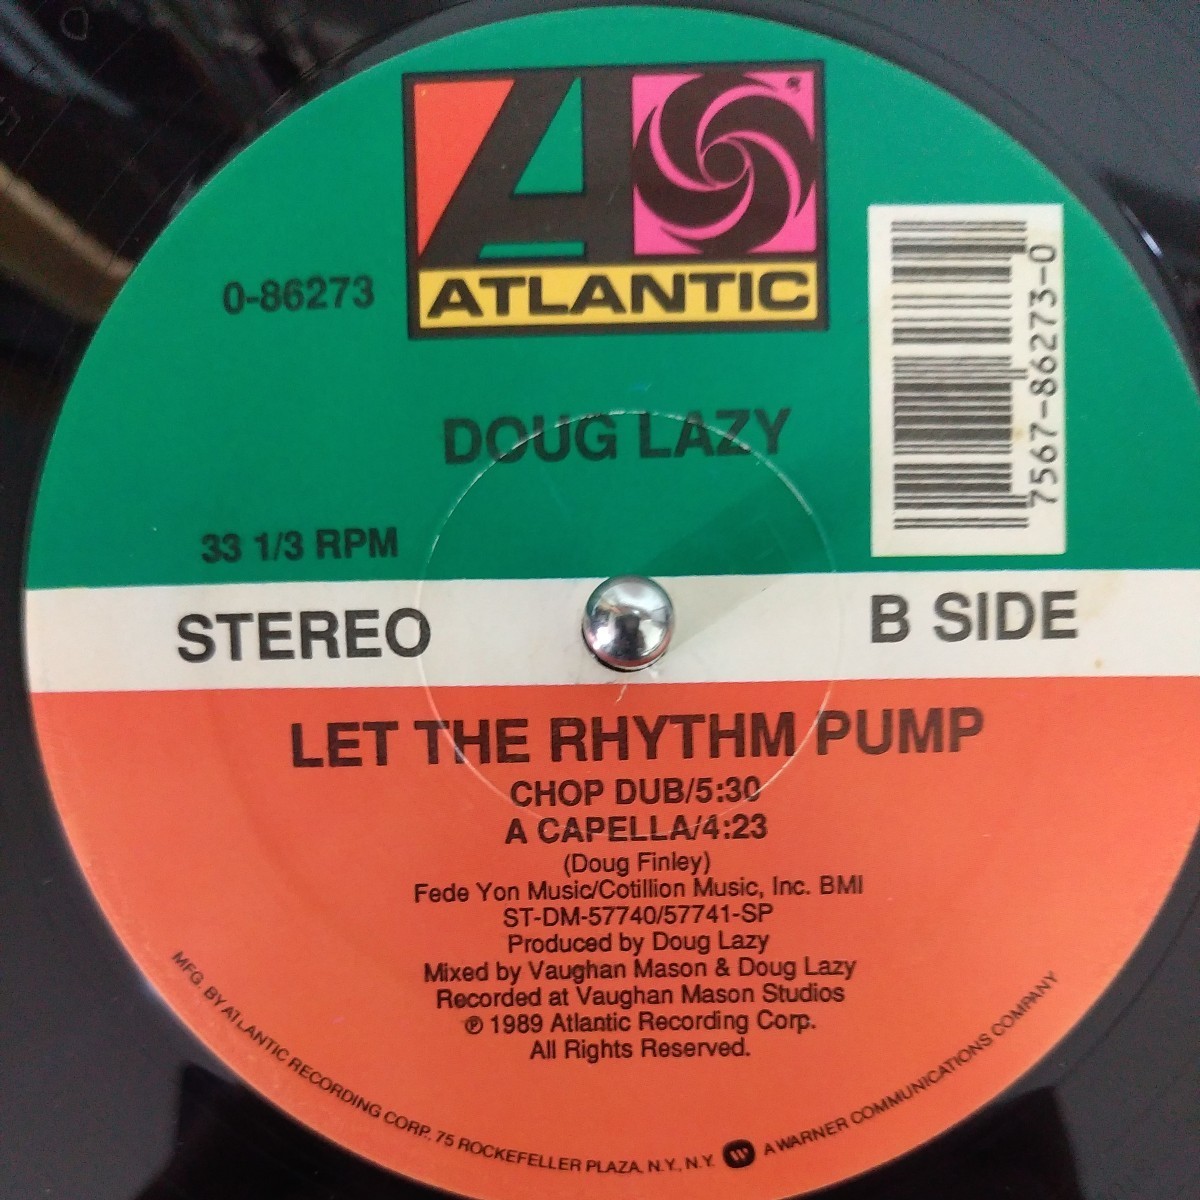 ATLANTIC
0-86273
7567-86273-0
DOUG LAZY
33 1/3 RPM
STEREO
B SIDE
LET THE RHYTHM PUMP
CHOP DUB/5:30
A CAPELLA/4:23
(Doug Finley)
Fede Yon Music/Cotillion Music, Inc. BMI
ST-DM-57740/57741-SP
Produced by Doug Lazy
Mixed by Vaughan Mason & Doug Lazy
Recorded at Vaughan Mason Studios
℗ 1989 Atlantic Recording Corp.
All Rights Reserved.
MFG. BY ATLANTIC RECORDING CORP., 75 ROCKEFELLER PLAZA, N.Y., N.Y. A WARNER COMMUNICATIONS COMPANY